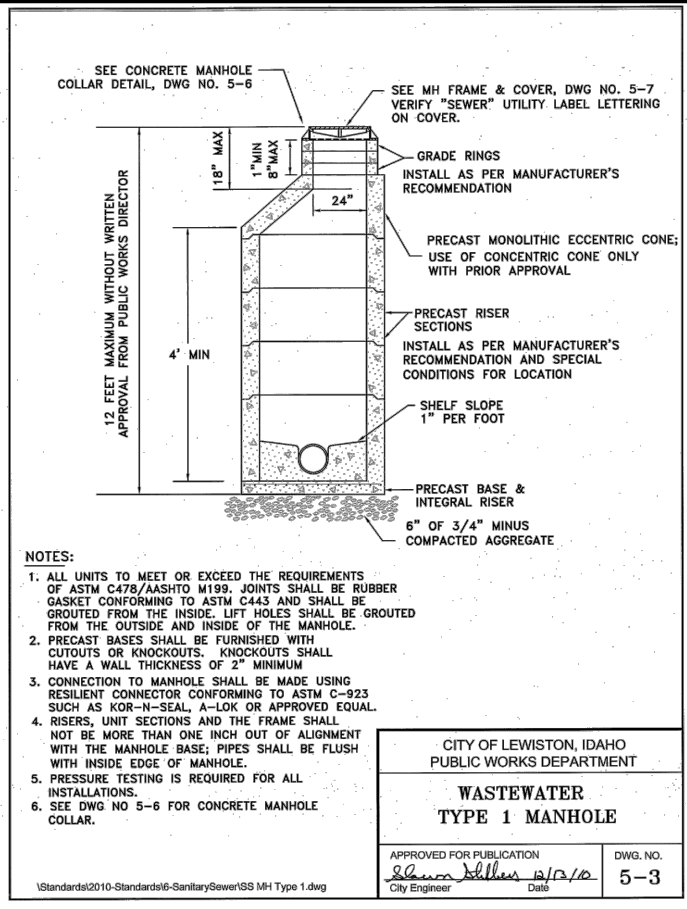 SEE CONCRETE MANHOLE
COLLAR DETAIL, DWG NO. 5-6
SEE MH FRAME & COVER, DWG NO. 5-7
VERIFY "SEWER" UTILITY LABEL LETTERING
ON COVER.
18" MAX
1"MIN
8"MAX
GRADE RINGS
INSTALL AS PER MANUFACTURER'S
RECOMMENDATION
24"
12 FEET MAXIMUM WITHOUT WRITTEN
APPROVAL FROM PUBLIC WORKS DIRECTOR
PRECAST MONOLITHIC ECCENTRIC CONE;
USE OF CONCENTRIC CONE ONLY
WITH PRIOR APPROVAL
PRECAST RISER
SECTIONS
INSTALL AS PER MANUFACTURER'S
RECOMMENDATION AND SPECIAL
CONDITIONS FOR LOCATION
4' MIN
SHELF SLOPE
1" PER FOOT
PRECAST BASE &
INTEGRAL RISER
6" OF 3/4" MINUS
COMPACTED AGGREGATE
NOTES:
1. ALL UNITS TO MEET OR EXCEED THE REQUIREMENTS
OF ASTM C478/AASHTO M199. JOINTS SHALL BE RUBBER
GASKET CONFORMING TO ASTM C443 AND SHALL BE
GROUTED FROM THE INSIDE. LIFT HOLES SHALL BE GROUTED
FROM THE OUTSIDE AND INSIDE OF THE MANHOLE.
2. PRECAST BASES SHALL BE FURNISHED WITH
CUTOUTS OR KNOCKOUTS. KNOCKOUTS SHALL
HAVE A WALL THICKNESS OF 2" MINIMUM
3. CONNECTION TO MANHOLE SHALL BE MADE USING
RESILIENT CONNECTOR CONFORMING TO ASTM C-923
SUCH AS KOR-N-SEAL, A-LOK OR APPROVED EQUAL.
4. RISERS, UNIT SECTIONS AND THE FRAME SHALL
NOT BE MORE THAN ONE INCH OUT OF ALIGNMENT
WITH THE MANHOLE BASE; PIPES SHALL BE FLUSH
WITH INSIDE EDGE OF MANHOLE.
5. PRESSURE TESTING IS REQUIRED FOR ALL
INSTALLATIONS.
6. SEE DWG NO 5-6 FOR CONCRETE MANHOLE
COLLAR.
\Standards\2010-Standards\6-SanitarySewer\SS MH Type 1.dwg
CITY OF LEWISTON, IDAHO
PUBLIC WORKS DEPARTMENT
WASTEWATER
TYPE 1 MANHOLE
APPROVED FOR PUBLICATION
12/13/10
City Engineer Date
DWG. NO.
5-3